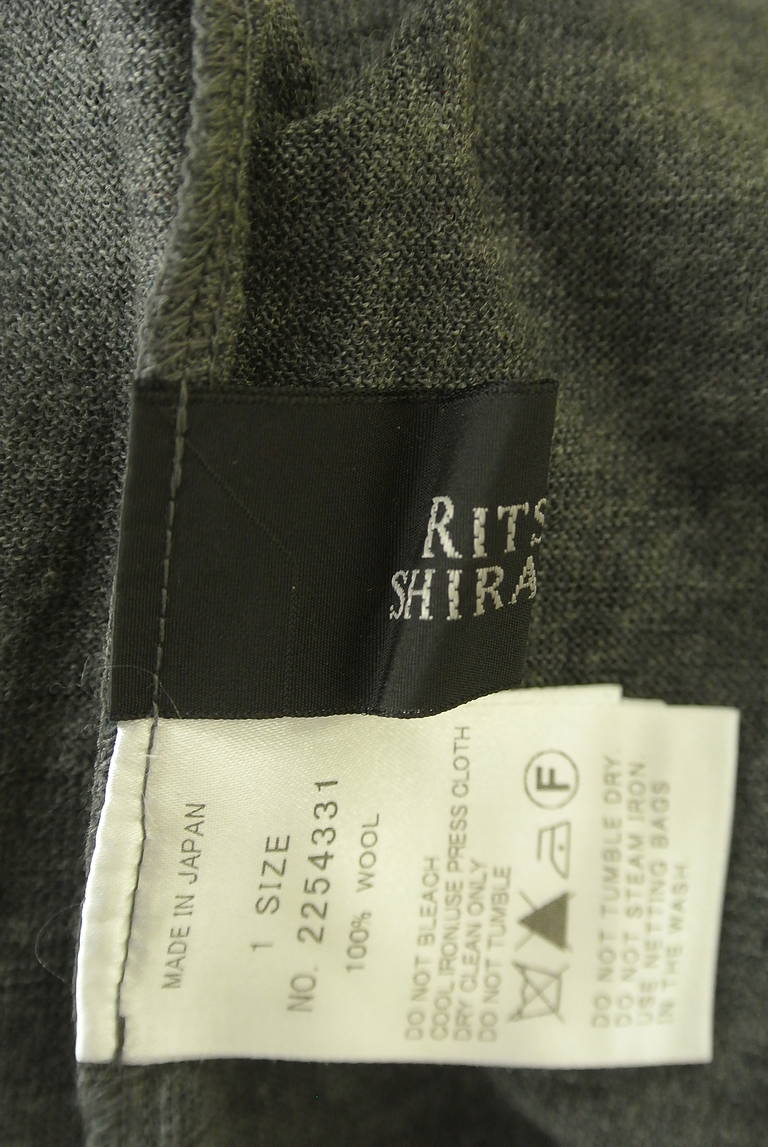 RITS
SHIRA
MADE IN JAPAN
1 SIZE
NO. 2254331
100% WOOL
DO NOT BLEACH
COOL IRON/USE PRESS CLOTH
DRY CLEAN ONLY
DO NOT TUMBLE
F
DO NOT TUMBLE DRY.
DO NOT STEAM IRON.
USE NETTING BAGS
IN THE WASH.